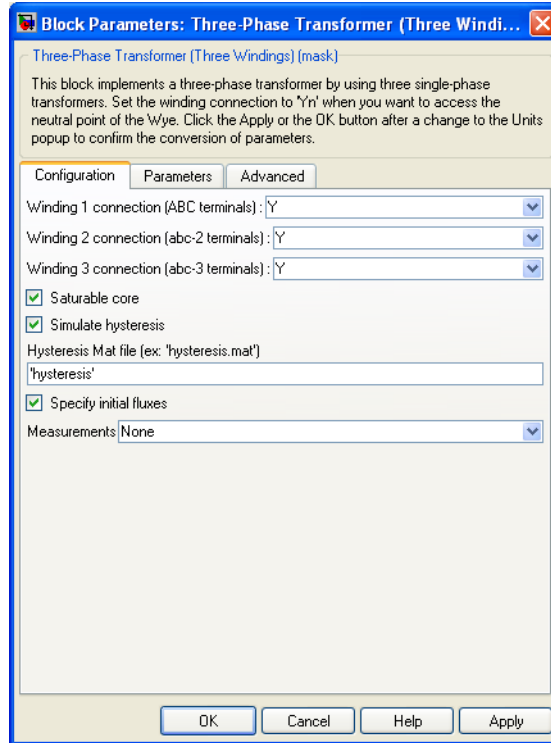 Block Parameters: Three-Phase Transformer (Three Windi...
Three-Phase Transformer (Three Windings) (mask)
This block implements a three-phase transformer by using three single-phase
transformers. Set the winding connection to 'Yn' when you want to access the
neutral point of the Wye. Click the Apply or the OK button after a change to the Units
popup to confirm the conversion of parameters.
Configuration Parameters Advanced
Winding 1 connection (ABC terminals) : Y
Winding 2 connection (abc-2 terminals) : Y
Winding 3 connection (abc-3 terminals) : Y
Saturable core
Simulate hysteresis
Hysteresis Mat file (ex: 'hysteresis.mat')
'hysteresis'
Specify initial fluxes
Measurements None
OK Cancel Help Apply